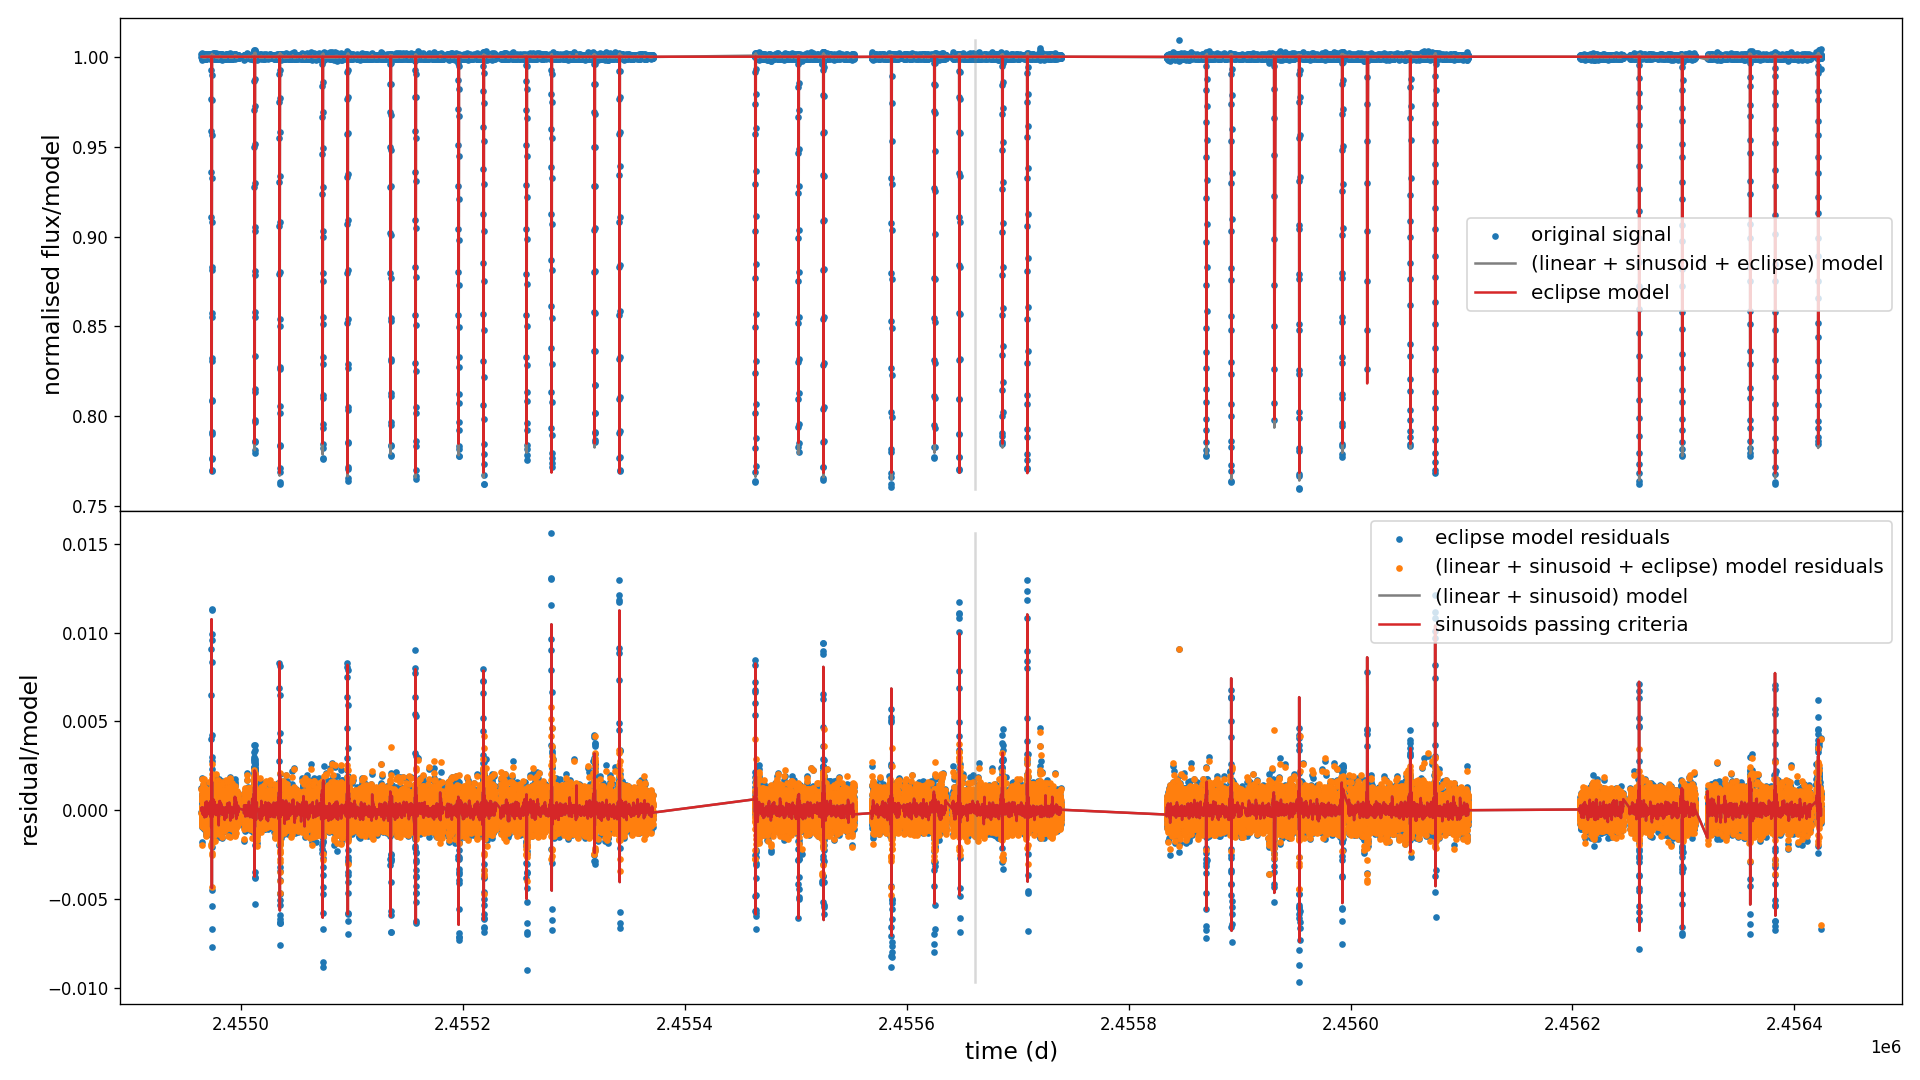 normalised flux/model
1.00
0.95
0.90
0.85
0.80
0.75
original signal
(linear + sinusoid + eclipse) model
eclipse model
residual/model
0.015
0.010
0.005
0.000
−0.005
−0.010
eclipse model residuals
(linear + sinusoid + eclipse) model residuals
(linear + sinusoid) model
sinusoids passing criteria
2.4550 2.4552 2.4554 2.4556 2.4558 2.4560 2.4562 2.4564
time (d)
1e6